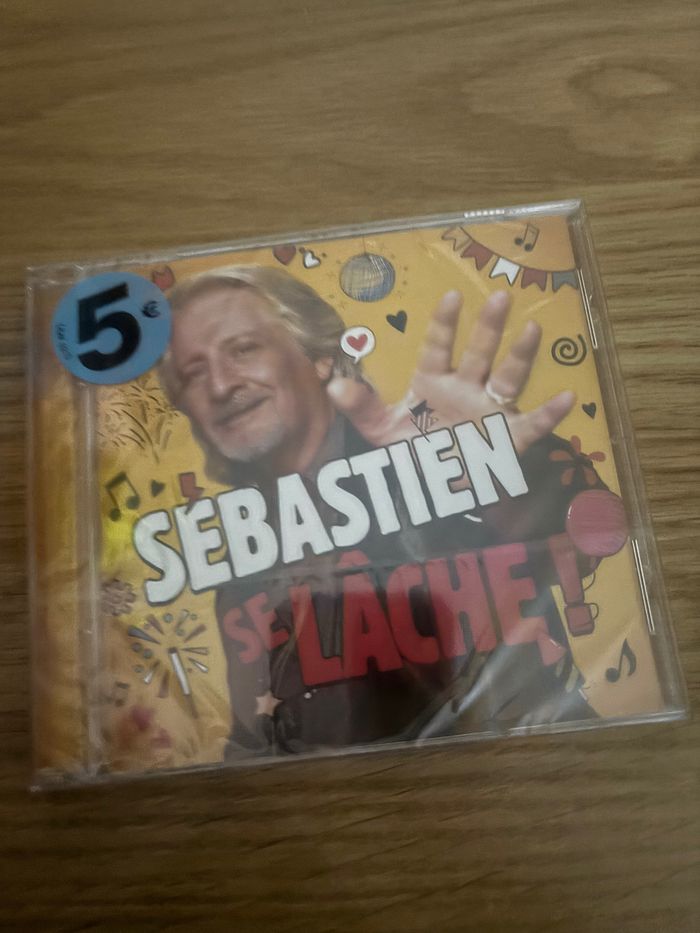 5€
SÉBASTIEN
SE LÂCHE !